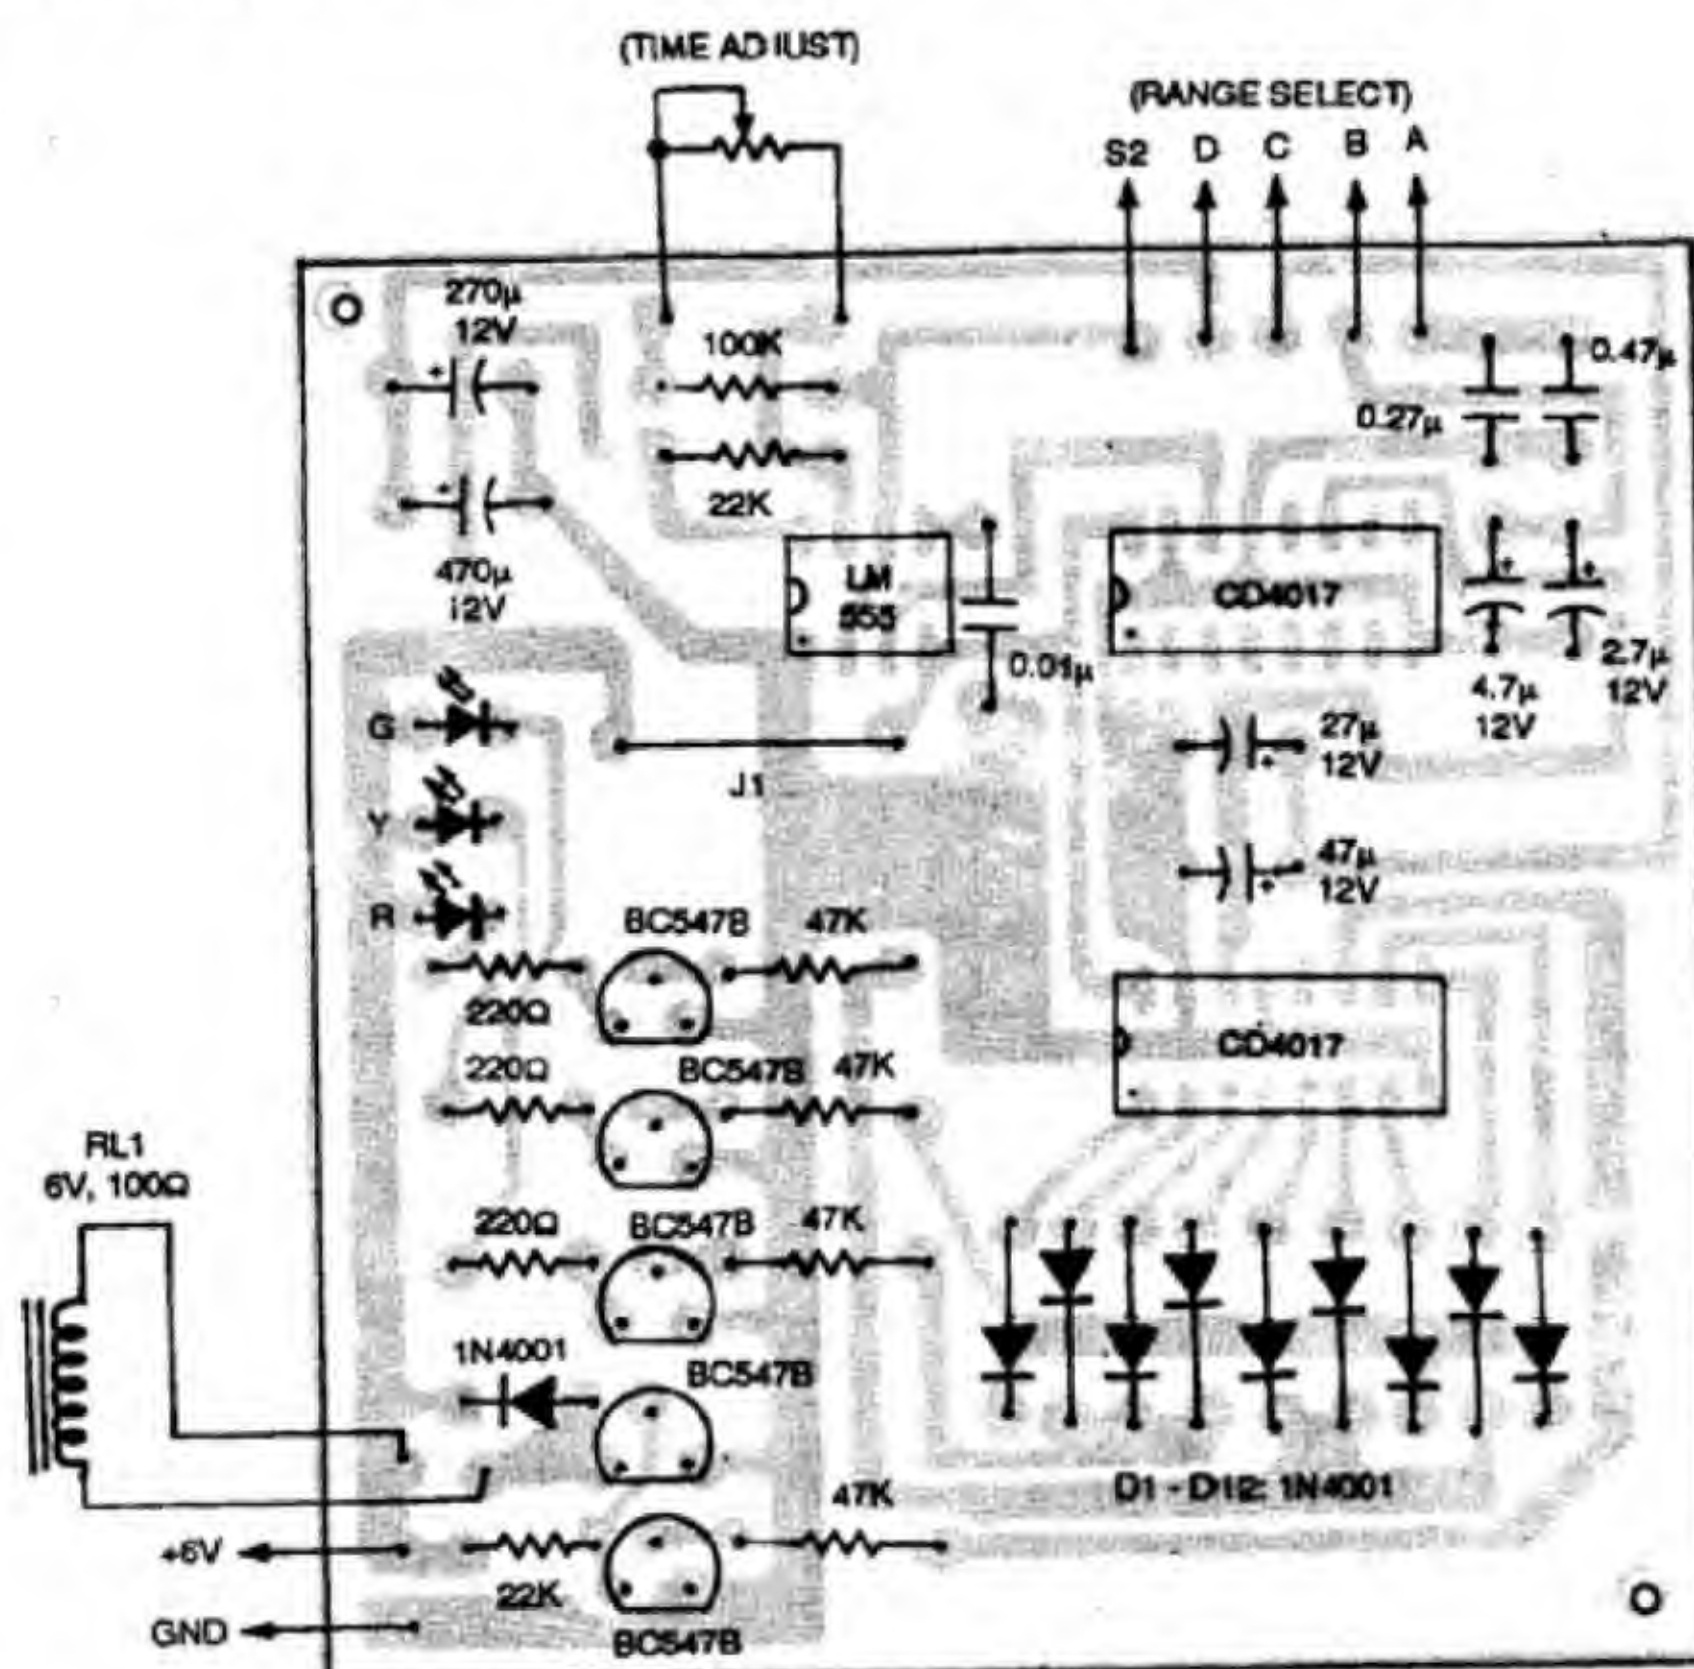 (TIME ADJUST)
(RANGE SELECT)
S2 D C B A
270µ
12V
100K
0.47µ
0.27µ
22K
470µ
12V
LM
555
CD4017
0.01µ
2.7µ
12V
4.7µ
12V
G
27µ
12V
J1
Y
47µ
12V
R
BC547B 47K
220Ω
CD4017
220Ω
BC547B 47K
RL1
6V, 100Ω
220Ω
BC547B 47K
1N4001
BC547B
D1 - D12: 1N4001
47K
+6V
22K
GND
BC547B